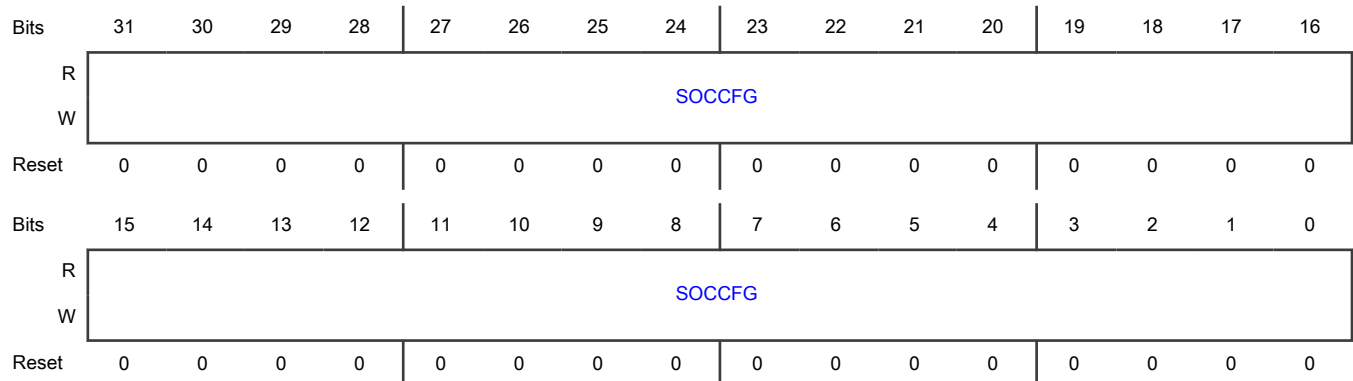 Bits 31 30 29 28 27 26 25 24 23 22 21 20 19 18 17 16
R
SOCCFG
W
Reset 0 0 0 0 0 0 0 0 0 0 0 0 0 0 0 0
Bits 15 14 13 12 11 10 9 8 7 6 5 4 3 2 1 0
R
SOCCFG
W
Reset 0 0 0 0 0 0 0 0 0 0 0 0 0 0 0 0